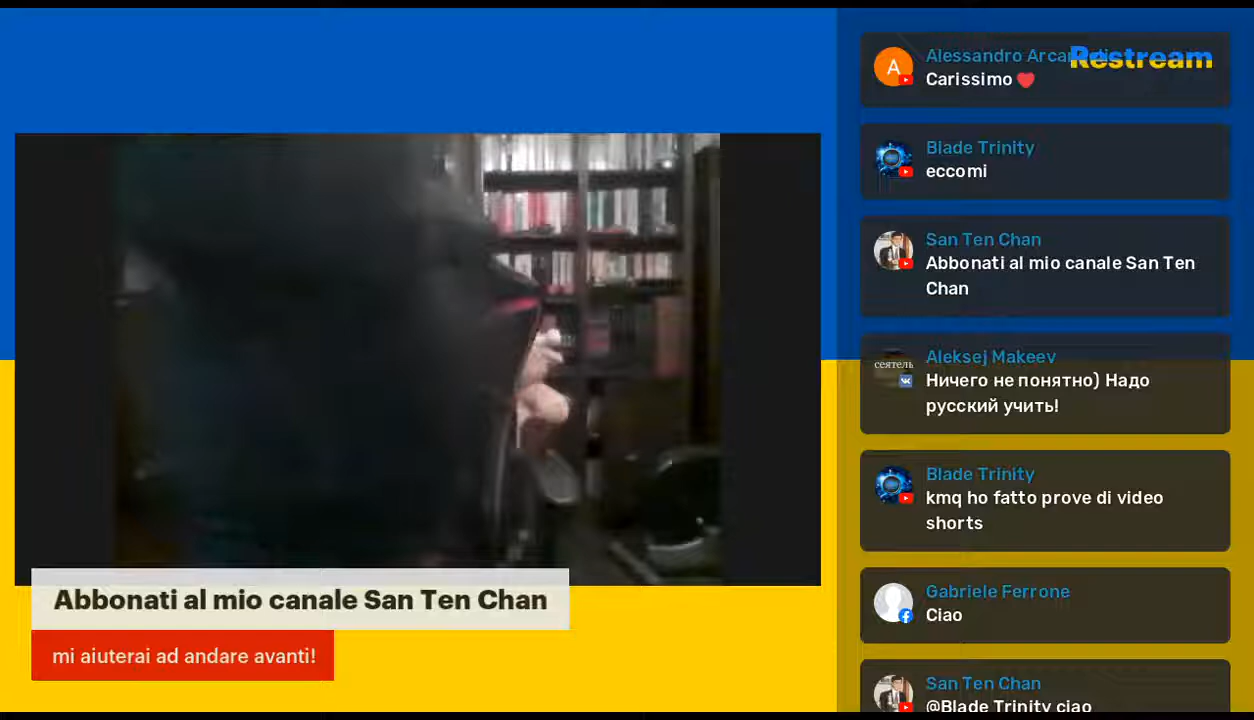 Alessandro Arcan
Restream
Carissimo
Blade Trinity
eccomi
San Ten Chan
Abbonati al mio canale San Ten
Chan
Aleksej Makeev
Ничего не понятно) Надо
русский учить!
сеятель
Blade Trinity
kmq ho fatto prove di video
shorts
Gabriele Ferrone
Ciao
San Ten Chan
@Blade Trinity ciao
A
Abbonati al mio canale San Ten Chan
mi aiuterai ad andare avanti!